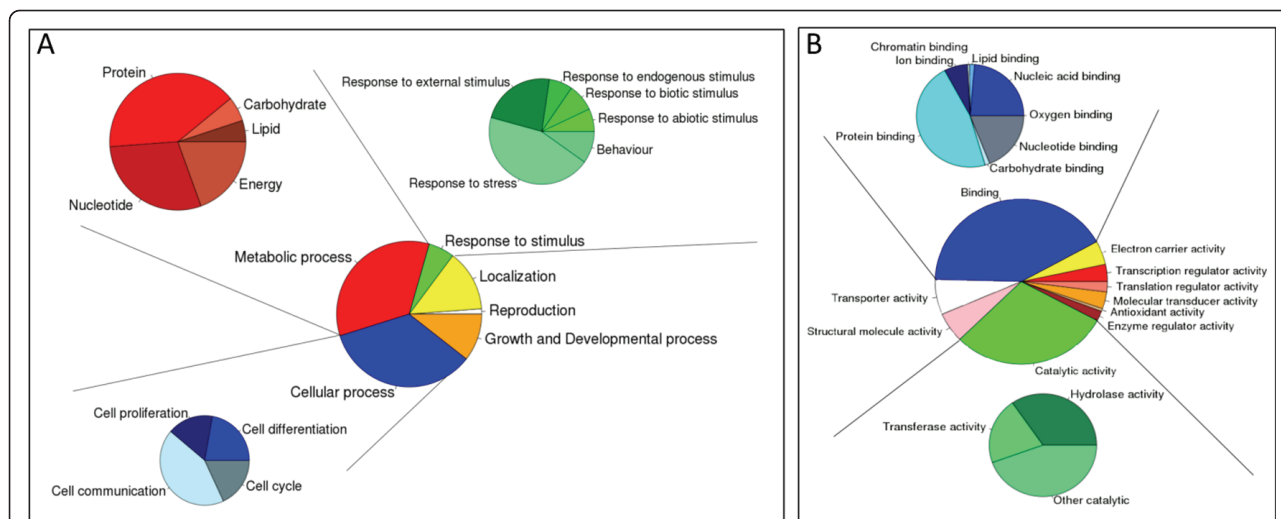 A
Protein
Carbohydrate
Lipid
Energy
Nucleotide
Response to external stimulus
Response to endogenous stimulus
Response to biotic stimulus
Response to abiotic stimulus
Behaviour
Response to stress
Metabolic process
Response to stimulus
Localization
Reproduction
Growth and Developmental process
Cellular process
Cell proliferation
Cell differentiation
Cell communication
Cell cycle
B
Chromatin binding
Lipid binding
Ion binding
Nucleic acid binding
Oxygen binding
Protein binding
Nucleotide binding
Carbohydrate binding
Binding
Electron carrier activity
Transcription regulator activity
Translation regulator activity
Transporter activity
Molecular transducer activity
Antioxidant activity
Structural molecule activity
Enzyme regulator activity
Catalytic activity
Hydrolase activity
Transferase activity
Other catalytic